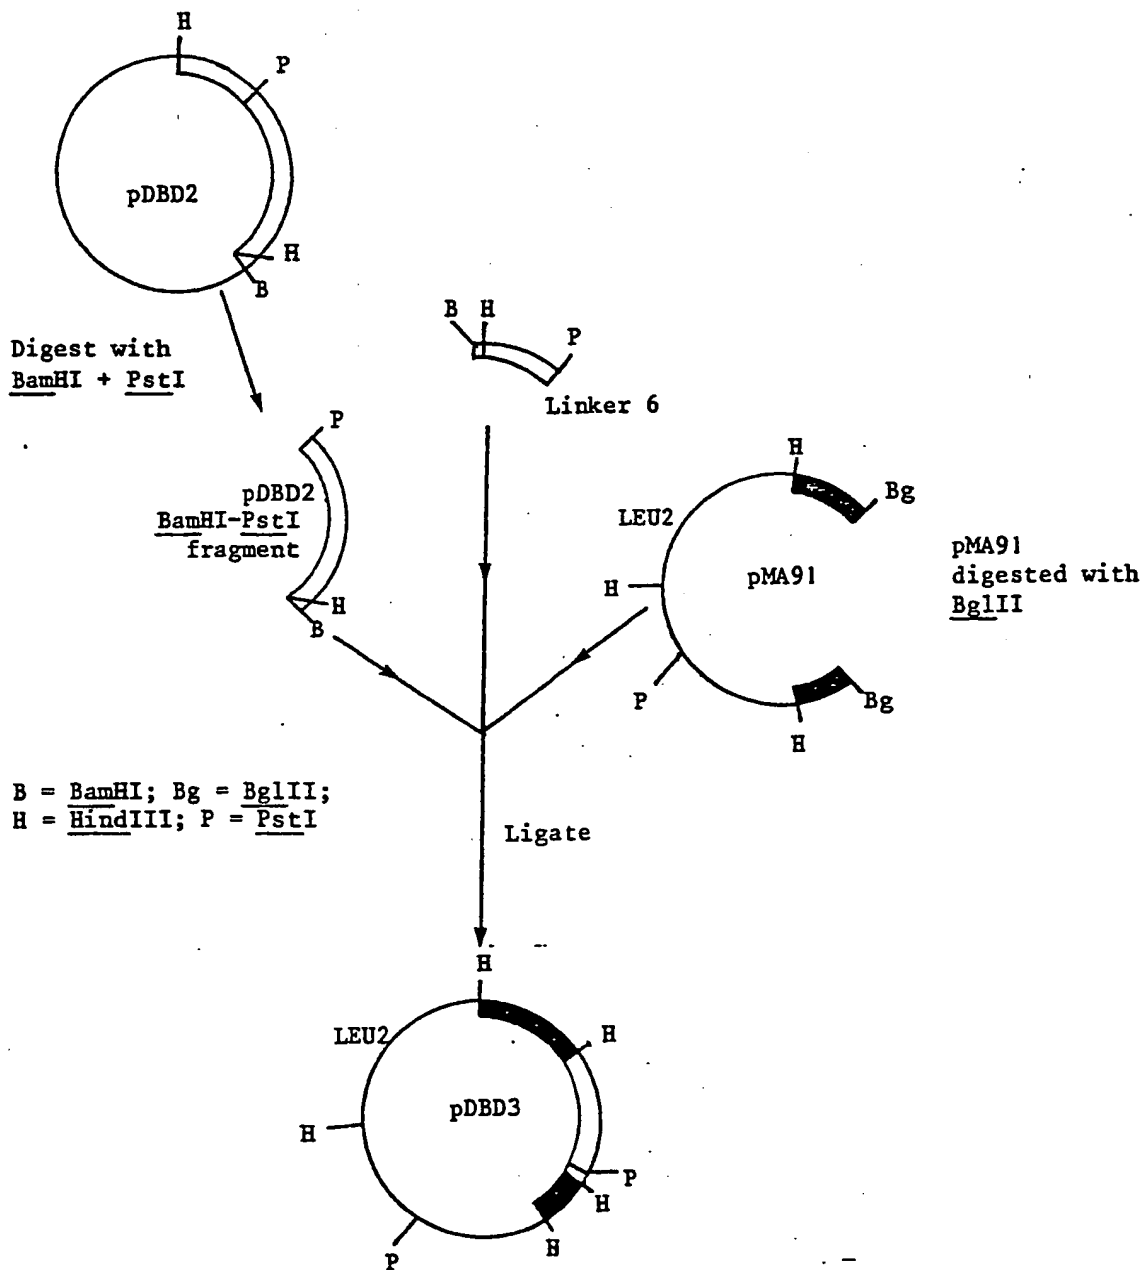 H
P
pDBD2
H
B
Digest with
BamHI + PstI
B H
P
Linker 6
P
pDBD2
BamHI-PstI
fragment
H
B
H
Bg
LEU2
pMA91
H
P
Bg
H
pMA91
digested with
BglII
B = BamHI; Bg = BglII;
H = HindIII; P = PstI
Ligate
H
LEU2
H
pDBD3
H
P
H
H
P